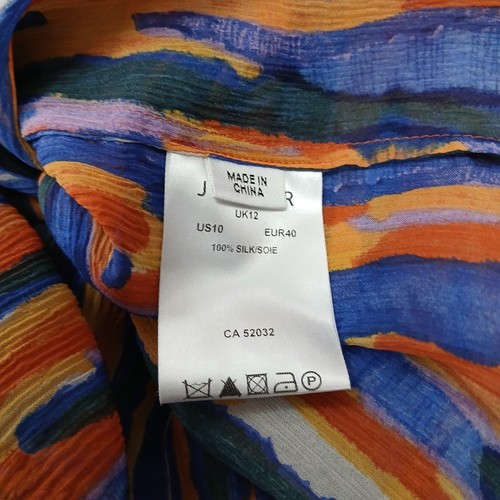 MADE IN
CHINA
UK12
US10 EUR40
100% SILK/SOIE
CA 52032
P